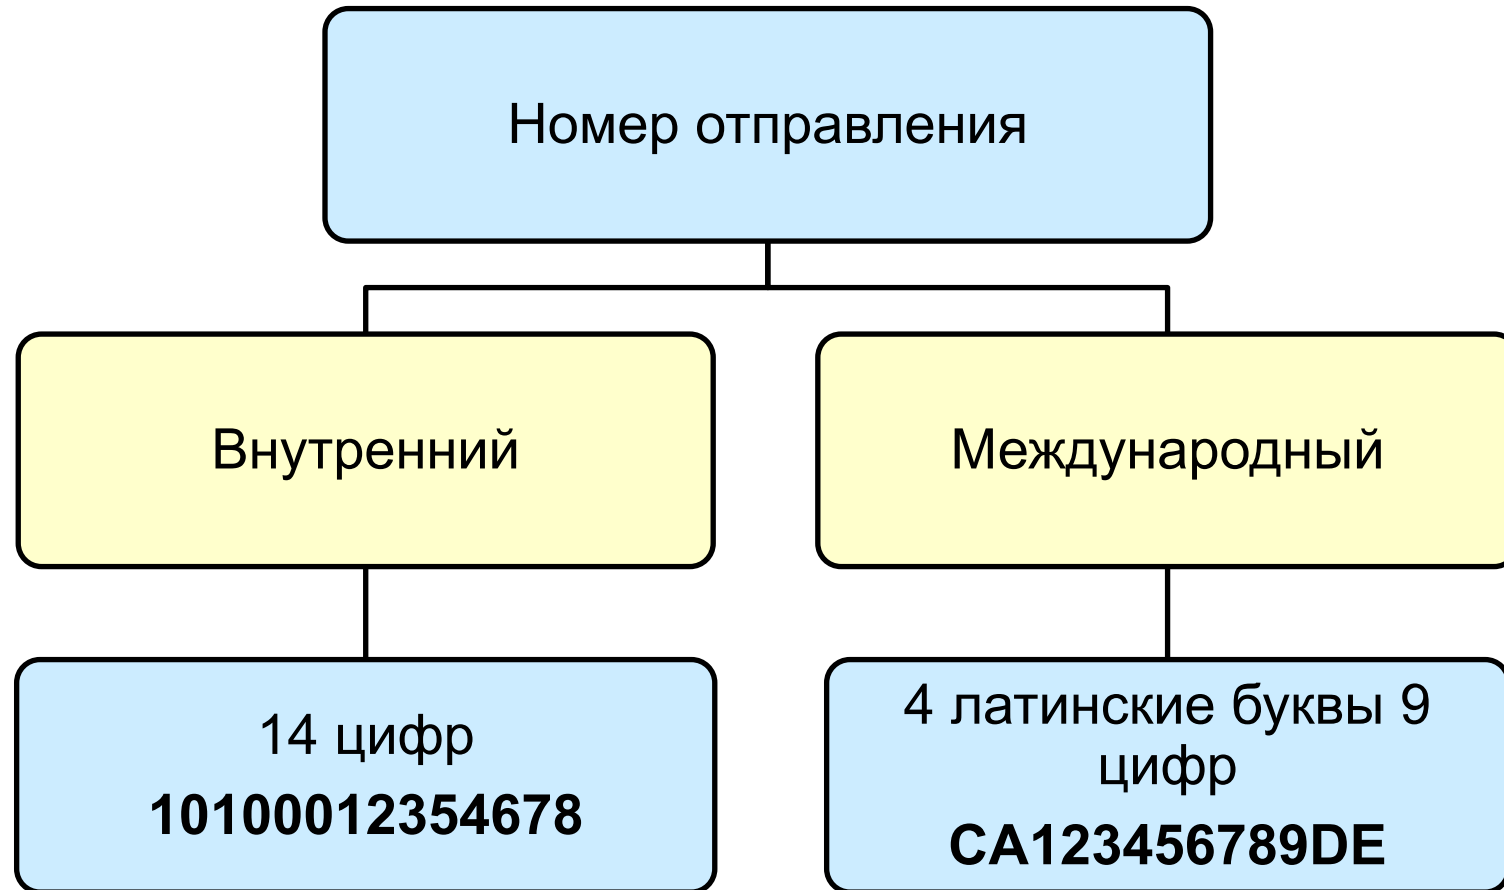 Номер отправления
Внутренний
Международный
14 цифр
10100012354678
4 латинские буквы 9
цифр
CA123456789DE